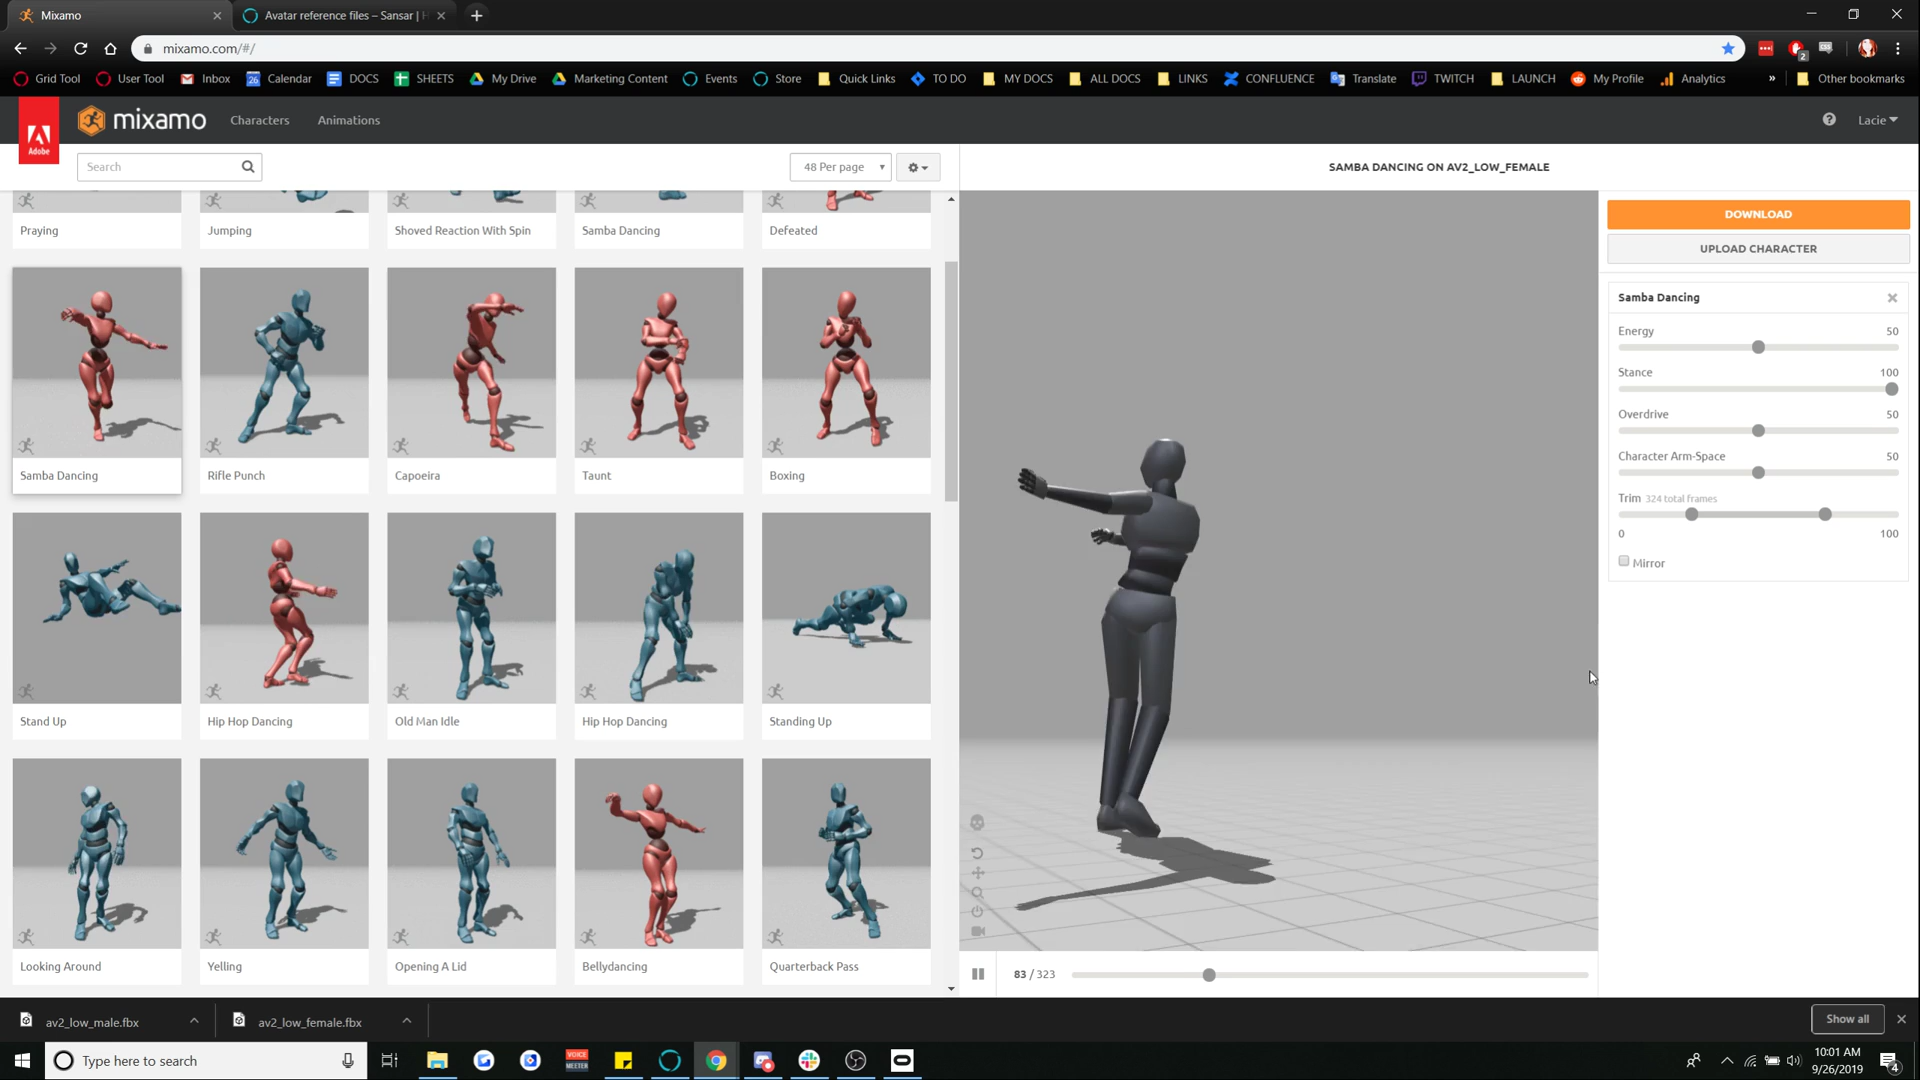 Mixamo
Avatar reference files – Sansar | H
mixamo.com/#/
2
Grid Tool
User Tool
Inbox
26
Calendar
DOCS
SHEETS
My Drive
Marketing Content
Events
Store
Quick Links
TO DO
MY DOCS
ALL DOCS
LINKS
CONFLUENCE
Translate
TWITCH
LAUNCH
My Profile
Analytics
»
Other bookmarks
Adobe
mixamo
Characters
Animations
?
Lacie
Search
48 Per page
SAMBA DANCING ON AV2_LOW_FEMALE
Praying
Jumping
Shoved Reaction With Spin
Samba Dancing
Defeated
Samba Dancing
Rifle Punch
Capoeira
Taunt
Boxing
Stand Up
Hip Hop Dancing
Old Man Idle
Hip Hop Dancing
Standing Up
Looking Around
Yelling
Opening A Lid
Bellydancing
Quarterback Pass
83 / 323
DOWNLOAD
UPLOAD CHARACTER
Samba Dancing
Energy 50
Stance 100
Overdrive 50
Character Arm-Space 50
Trim 324 total frames
0 100
Mirror
av2_low_male.fbx
av2_low_female.fbx
Show all
Type here to search
VOICE
MEETER
10:01 AM
9/26/2019
4